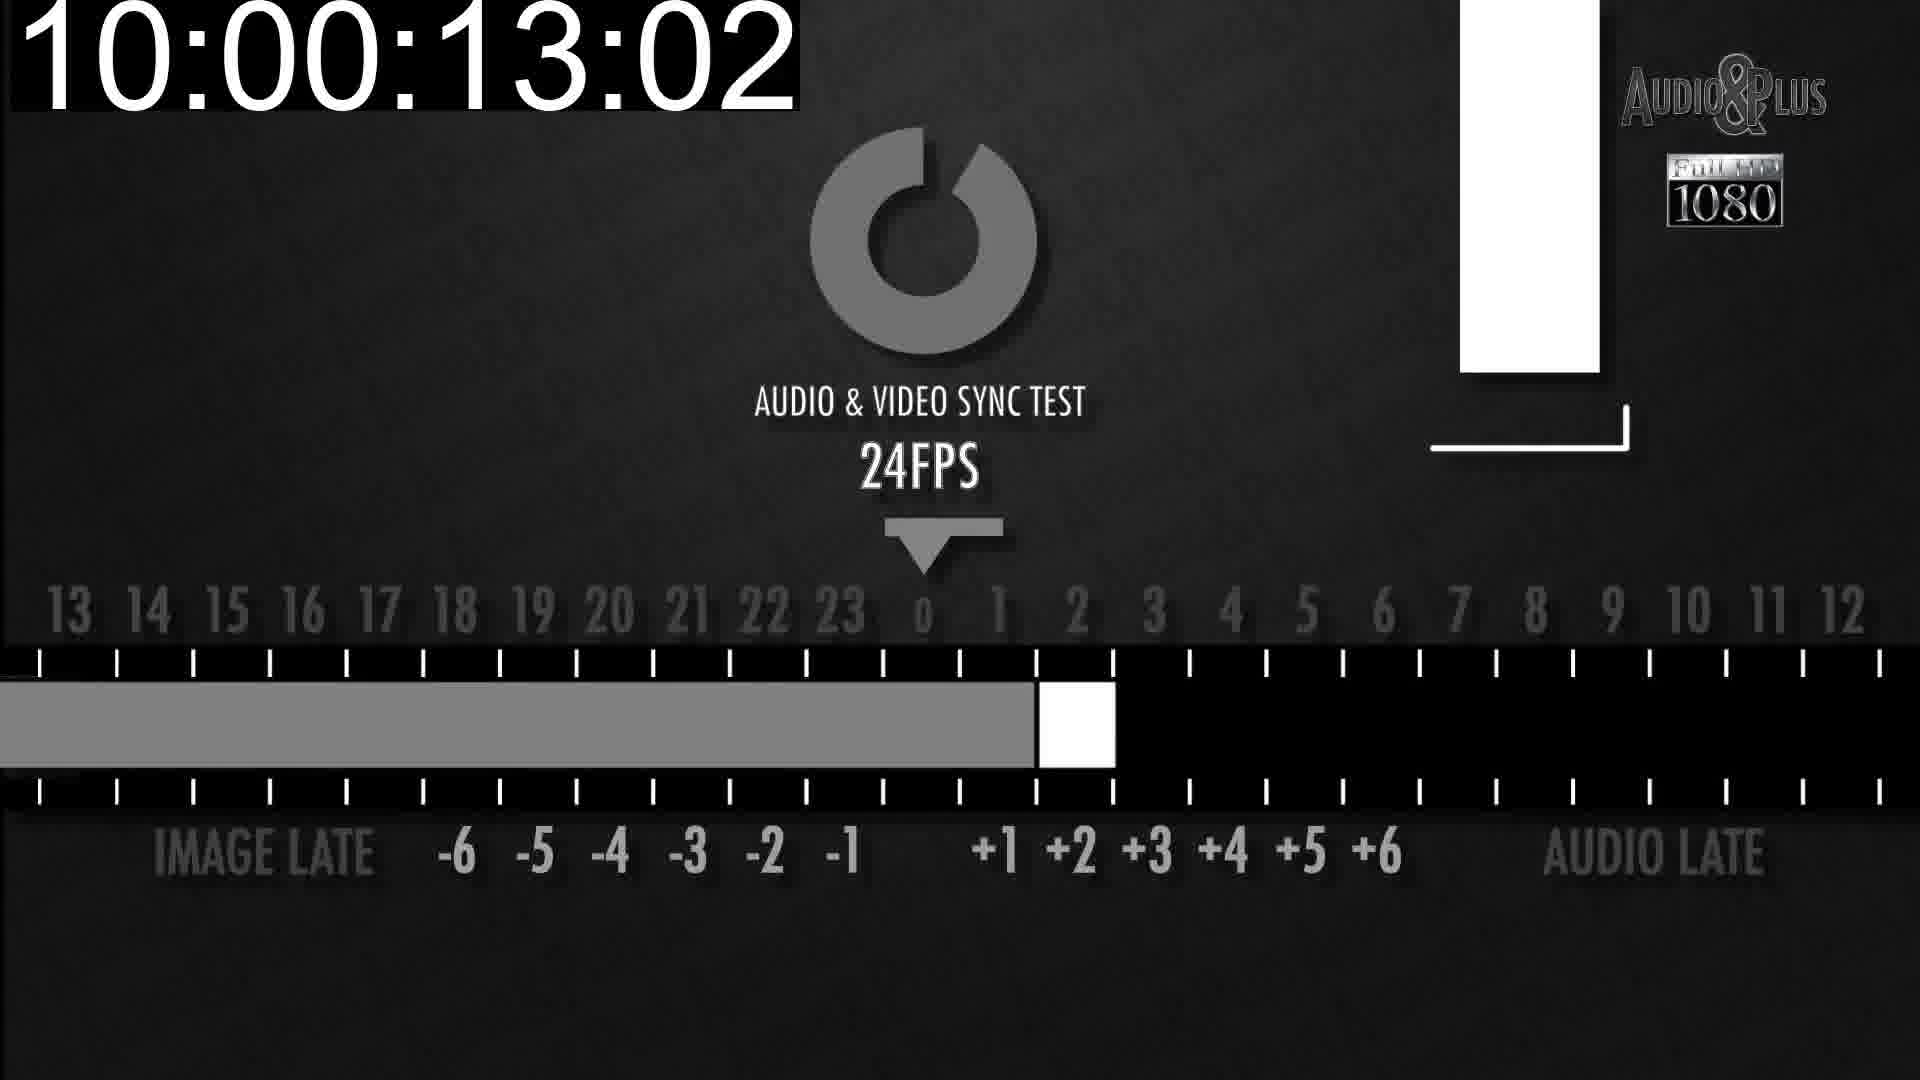 10:00:13:02
AUDIO&PLUS
Full HD
1080
AUDIO & VIDEO SYNC TEST
24FPS
13 14 15 16 17 18 19 20 21 22 23 0 1 2 3 4 5 6 7 8 9 10 11 12
IMAGE LATE -6 -5 -4 -3 -2 -1 +1 +2 +3 +4 +5 +6 AUDIO LATE